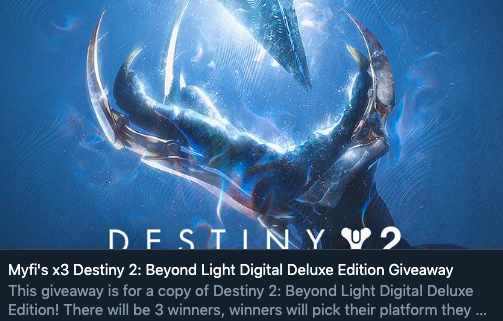 DESTINY 2
Myfi's x3 Destiny 2: Beyond Light Digital Deluxe Edition Giveaway
This giveaway is for a copy of Destiny 2: Beyond Light Digital Deluxe
Edition! There will be 3 winners, winners will pick their platform they ...